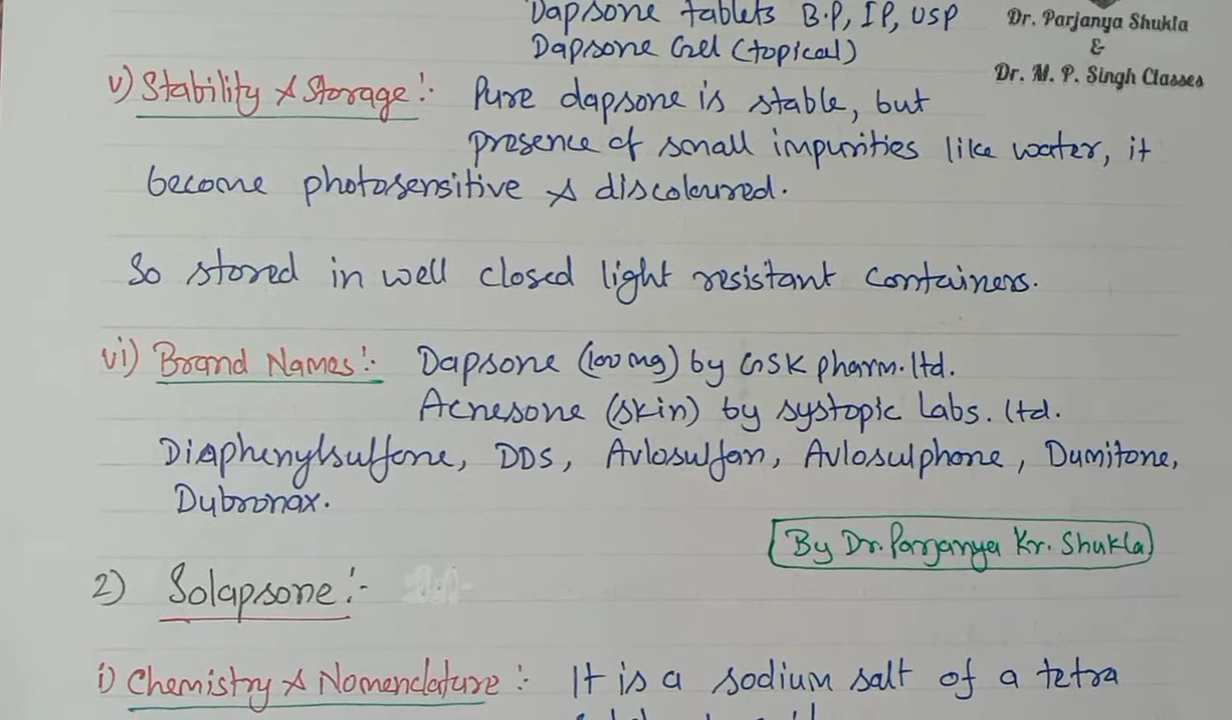 Dapsone tablets B.P, IP, USP
Dapsone Gel (topical)
Dr. Parjanya Shukla
&
Dr. M. P. Singh Classes
v) Stability & Storage:- Pure dapsone is stable, but
presence of small impurities like water, it
become photosensitive & discoloured.
So stored in well closed light resistant containers.
vi) Brand Names:- Dapsone (100 mg) by GSK pharm. ltd.
Acnesone (skin) by systopic Labs. ltd.
Diaphenylsulfone, DDS, Avlosulfan, Avlosulphone, Dumitone,
Dubronax.
By Dr. Parjanya Kr. Shukla
2) Solapsone:-
i) Chemistry & Nomenclature: It is a sodium salt of a tetra